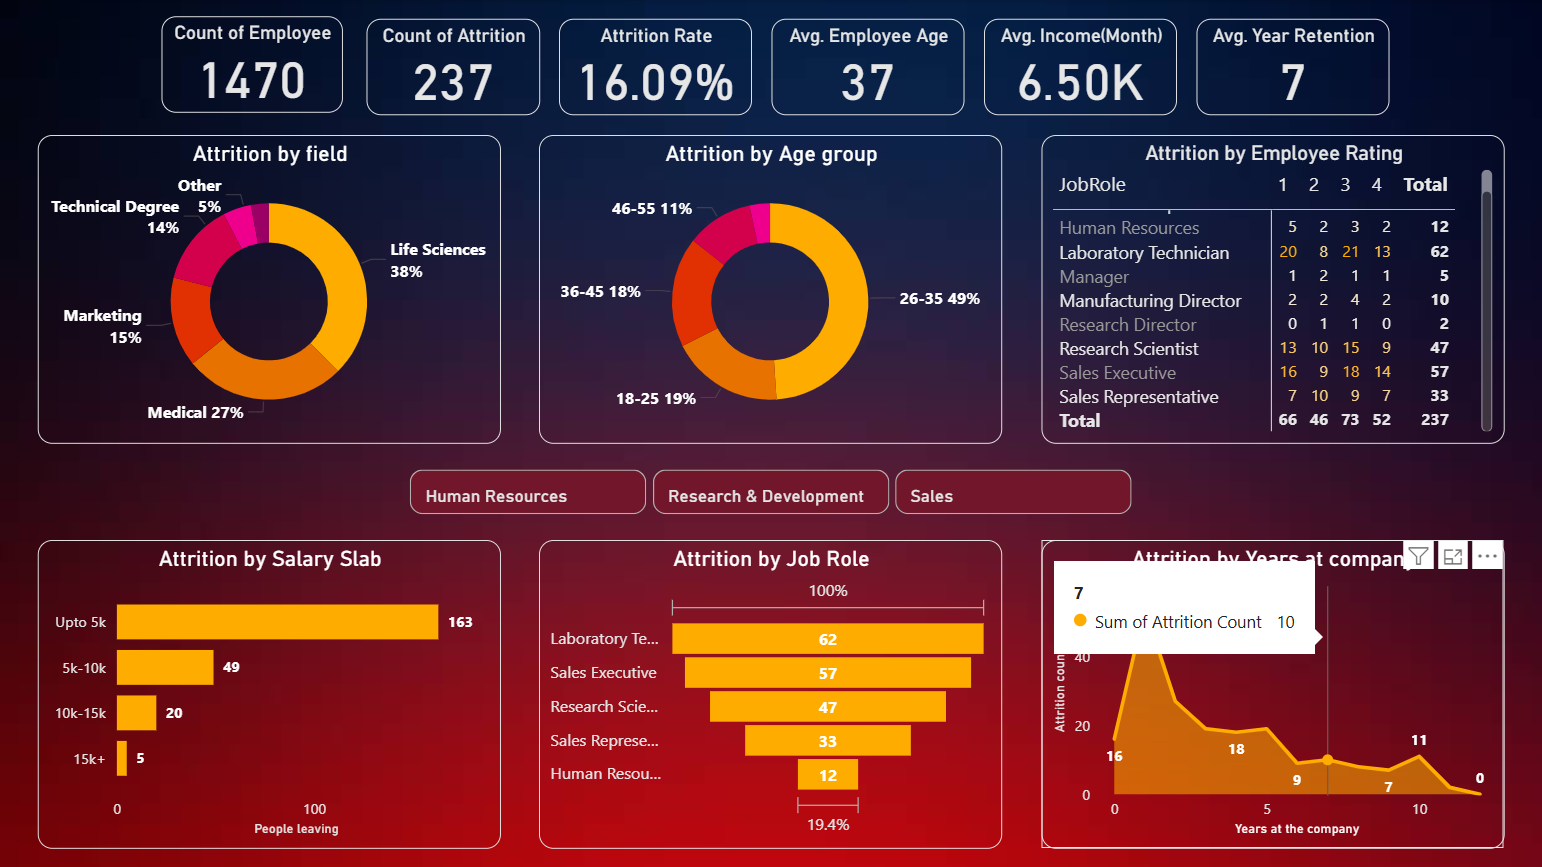 Count of Employee
1470
Count of Attrition
237
Attrition Rate
16.09%
Avg. Employee Age
37
Avg. Income(Month)
6.50K
Avg. Year Retention
7
Attrition by field
Other
5%
Technical Degree
14%
Life Sciences
38%
Marketing
15%
Medical 27%
Attrition by Age group
46-55 11%
36-45 18%
26-35 49%
18-25 19%
Attrition by Employee Rating
JobRole 1 2 3 4 Total
Human Resources 5 2 3 2 12
Laboratory Technician 20 8 21 13 62
Manager 1 2 1 1 5
Manufacturing Director 2 2 4 2 10
Research Director 0 1 1 0 2
Research Scientist 13 10 15 9 47
Sales Executive 16 9 18 14 57
Sales Representative 7 10 9 7 33
Total 66 46 73 52 237
Human Resources
Research & Development
Sales
Attrition by Salary Slab
Upto 5k 163
5k-10k 49
10k-15k 20
15k+ 5
0 100
People leaving
Attrition by Job Role
100%
Laboratory Te... 62
Sales Executive 57
Research Scie... 47
Sales Represe... 33
Human Resou... 12
19.4%
Attrition by Years at company
7
Sum of Attrition Count 10
Attrition coun
40
20
0
16
18
9
7
11
0
0 5 10
Years at the company